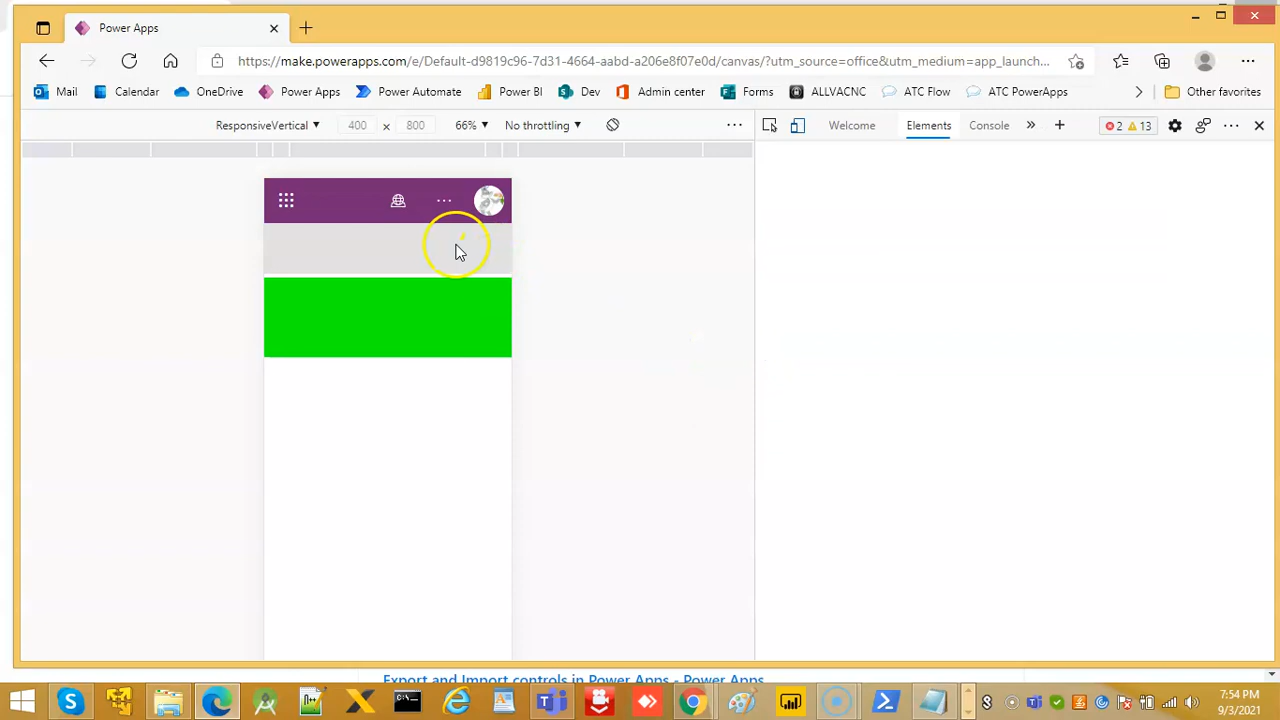 Power Apps
https://make.powerapps.com/e/Default-d9819c96-7d31-4664-aabd-a206e8f07e0d/canvas/?utm_source=office&utm_medium=app_launch...
Mail Calendar OneDrive Power Apps Power Automate Power BI Dev Admin center Forms ALLVACNC ATC Flow ATC PowerApps Other favorites
ResponsiveVertical 400 x 800 66% No throttling Welcome Elements Console 2 13
Export and Import controls in Power Apps - Power Apps
7:54 PM
9/3/2021